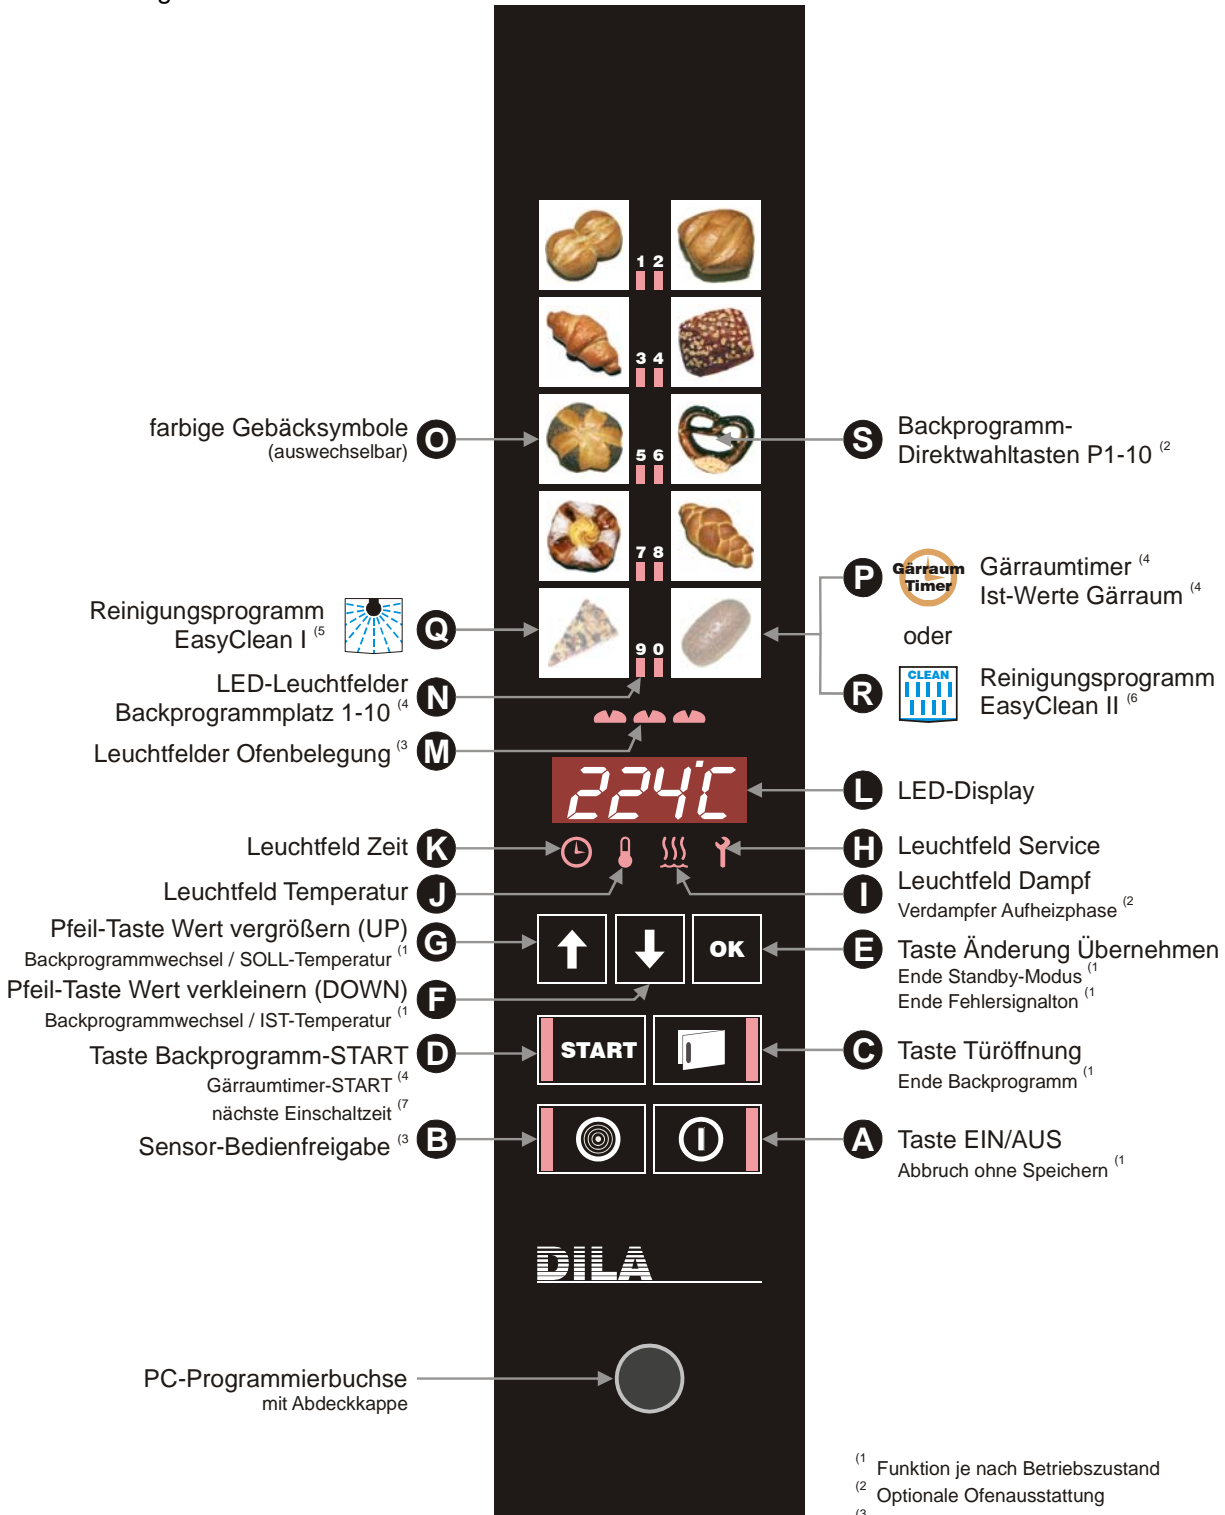 1 2
3 4
farbige Gebäcksymbole
(auswechselbar)
O
5 6
S
Backprogramm-
Direktwahltasten P1-10 (2
7 8
P
Gärraum
Timer
Gärraumtimer (4
Ist-Werte Gärraum (4
oder
Reinigungsprogramm
EasyClean I (5
Q
9 0
R
CLEAN
Reinigungsprogramm
EasyClean II (6
LED-Leuchtfelder
Backprogrammplatz 1-10 (4
N
Leuchtfelder Ofenbelegung (3
M
224°C
L
LED-Display
Leuchtfeld Zeit
K
H
Leuchtfeld Service
Leuchtfeld Temperatur
J
I
Leuchtfeld Dampf
Verdampfer Aufheizphase (2
Pfeil-Taste Wert vergrößern (UP)
Backprogrammwechsel / SOLL-Temperatur (1
G
OK
E
Taste Änderung Übernehmen
Ende Standby-Modus (1
Ende Fehlersignalton (1
Pfeil-Taste Wert verkleinern (DOWN)
Backprogrammwechsel / IST-Temperatur (1
F
Taste Backprogramm-START
Gärraumtimer-START (4
nächste Einschaltzeit (7
D
START
C
Taste Türöffnung
Ende Backprogramm (1
Sensor-Bedienfreigabe (3
B
A
Taste EIN/AUS
Abbruch ohne Speichern (1
DILA
PC-Programmierbuchse
mit Abdeckkappe
(1 Funktion je nach Betriebszustand
(2 Optionale Ofenausstattung
(3